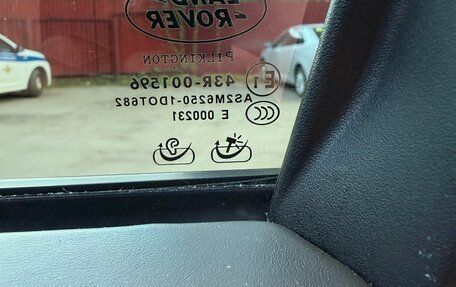 LAND
-ROVER
PILKINGTON
E1 43R-001596
AS2M6250-1DOT682
CCC E 000231